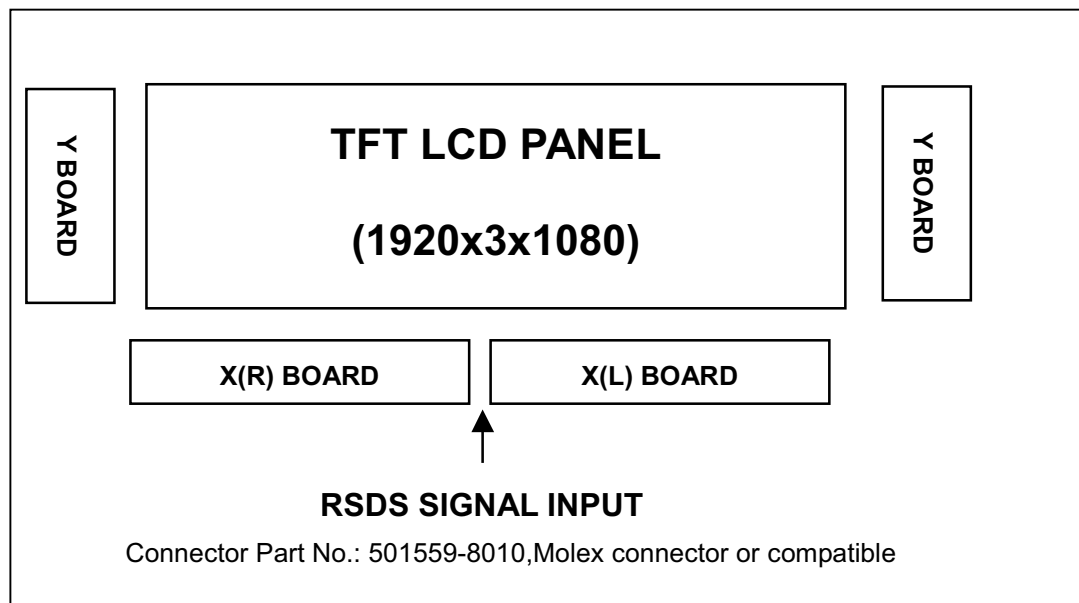 TFT LCD PANEL
(1920x3x1080)
Y BOARD
Y BOARD
X(R) BOARD
X(L) BOARD
RSDS SIGNAL INPUT
Connector Part No.: 501559-8010,Molex connector or compatible